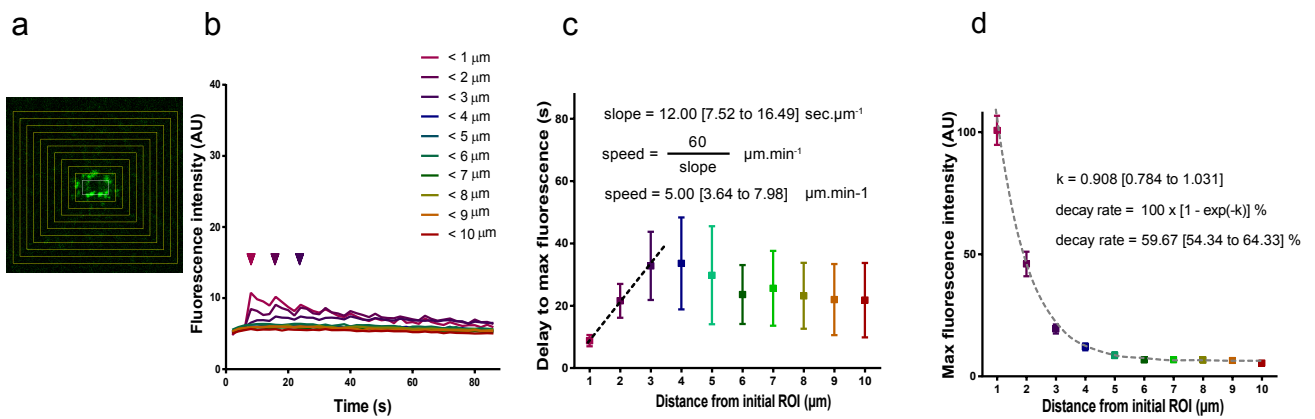 a
b
c
d
Fluorescence intensity (AU)
40
30
20
10
0
0
20
40
60
80
Time (s)
< 1 µm
< 2 µm
< 3 µm
< 4 µm
< 5 µm
< 6 µm
< 7 µm
< 8 µm
< 9 µm
< 10 µm
Delay to max fluorescence (s)
80
60
40
20
0
slope = 12.00 [7.52 to 16.49] sec.µm⁻¹
speed = 60 / slope µm.min⁻¹
speed = 5.00 [3.64 to 7.98] µm.min-1
1 2 3 4 5 6 7 8 9 10
Distance from initial ROI (µm)
Max fluorescence intensity (AU)
100
50
0
k = 0.908 [0.784 to 1.031]
decay rate = 100 x [1 - exp(-k)] %
decay rate = 59.67 [54.34 to 64.33] %
1 2 3 4 5 6 7 8 9 10
Distance from initial ROI (µm)